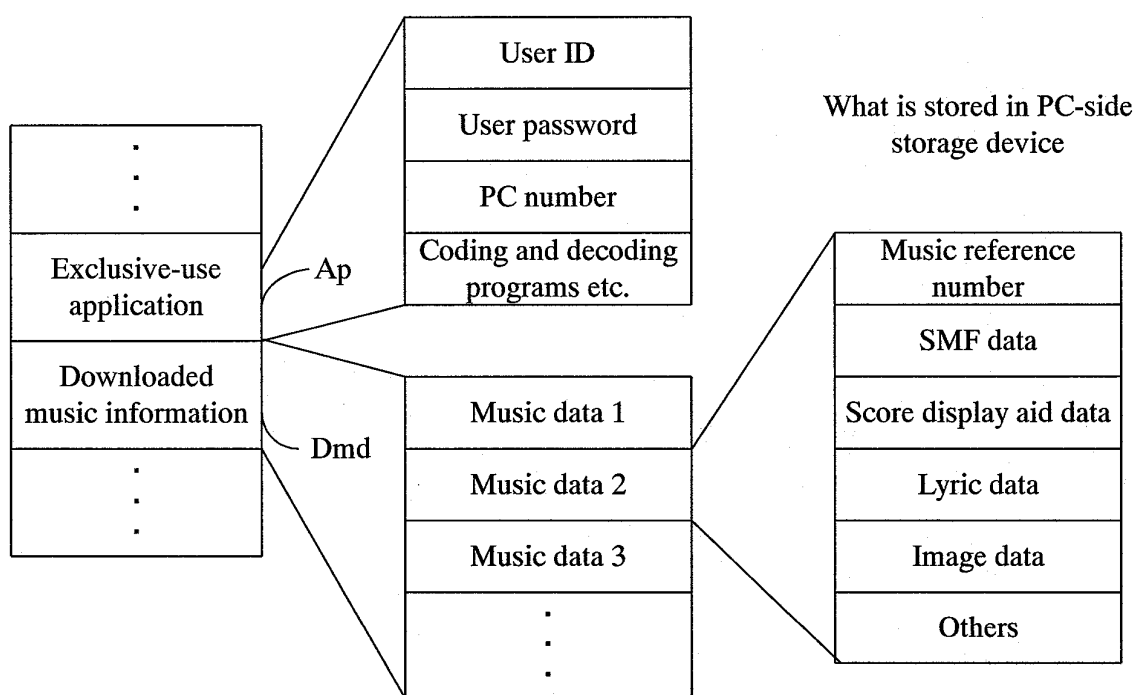 User ID
User password
PC number
Coding and decoding
programs etc.
What is stored in PC-side
storage device
Exclusive-use
application
Ap
Downloaded
music information
Dmd
Music data 1
Music data 2
Music data 3
Music reference
number
SMF data
Score display aid data
Lyric data
Image data
Others